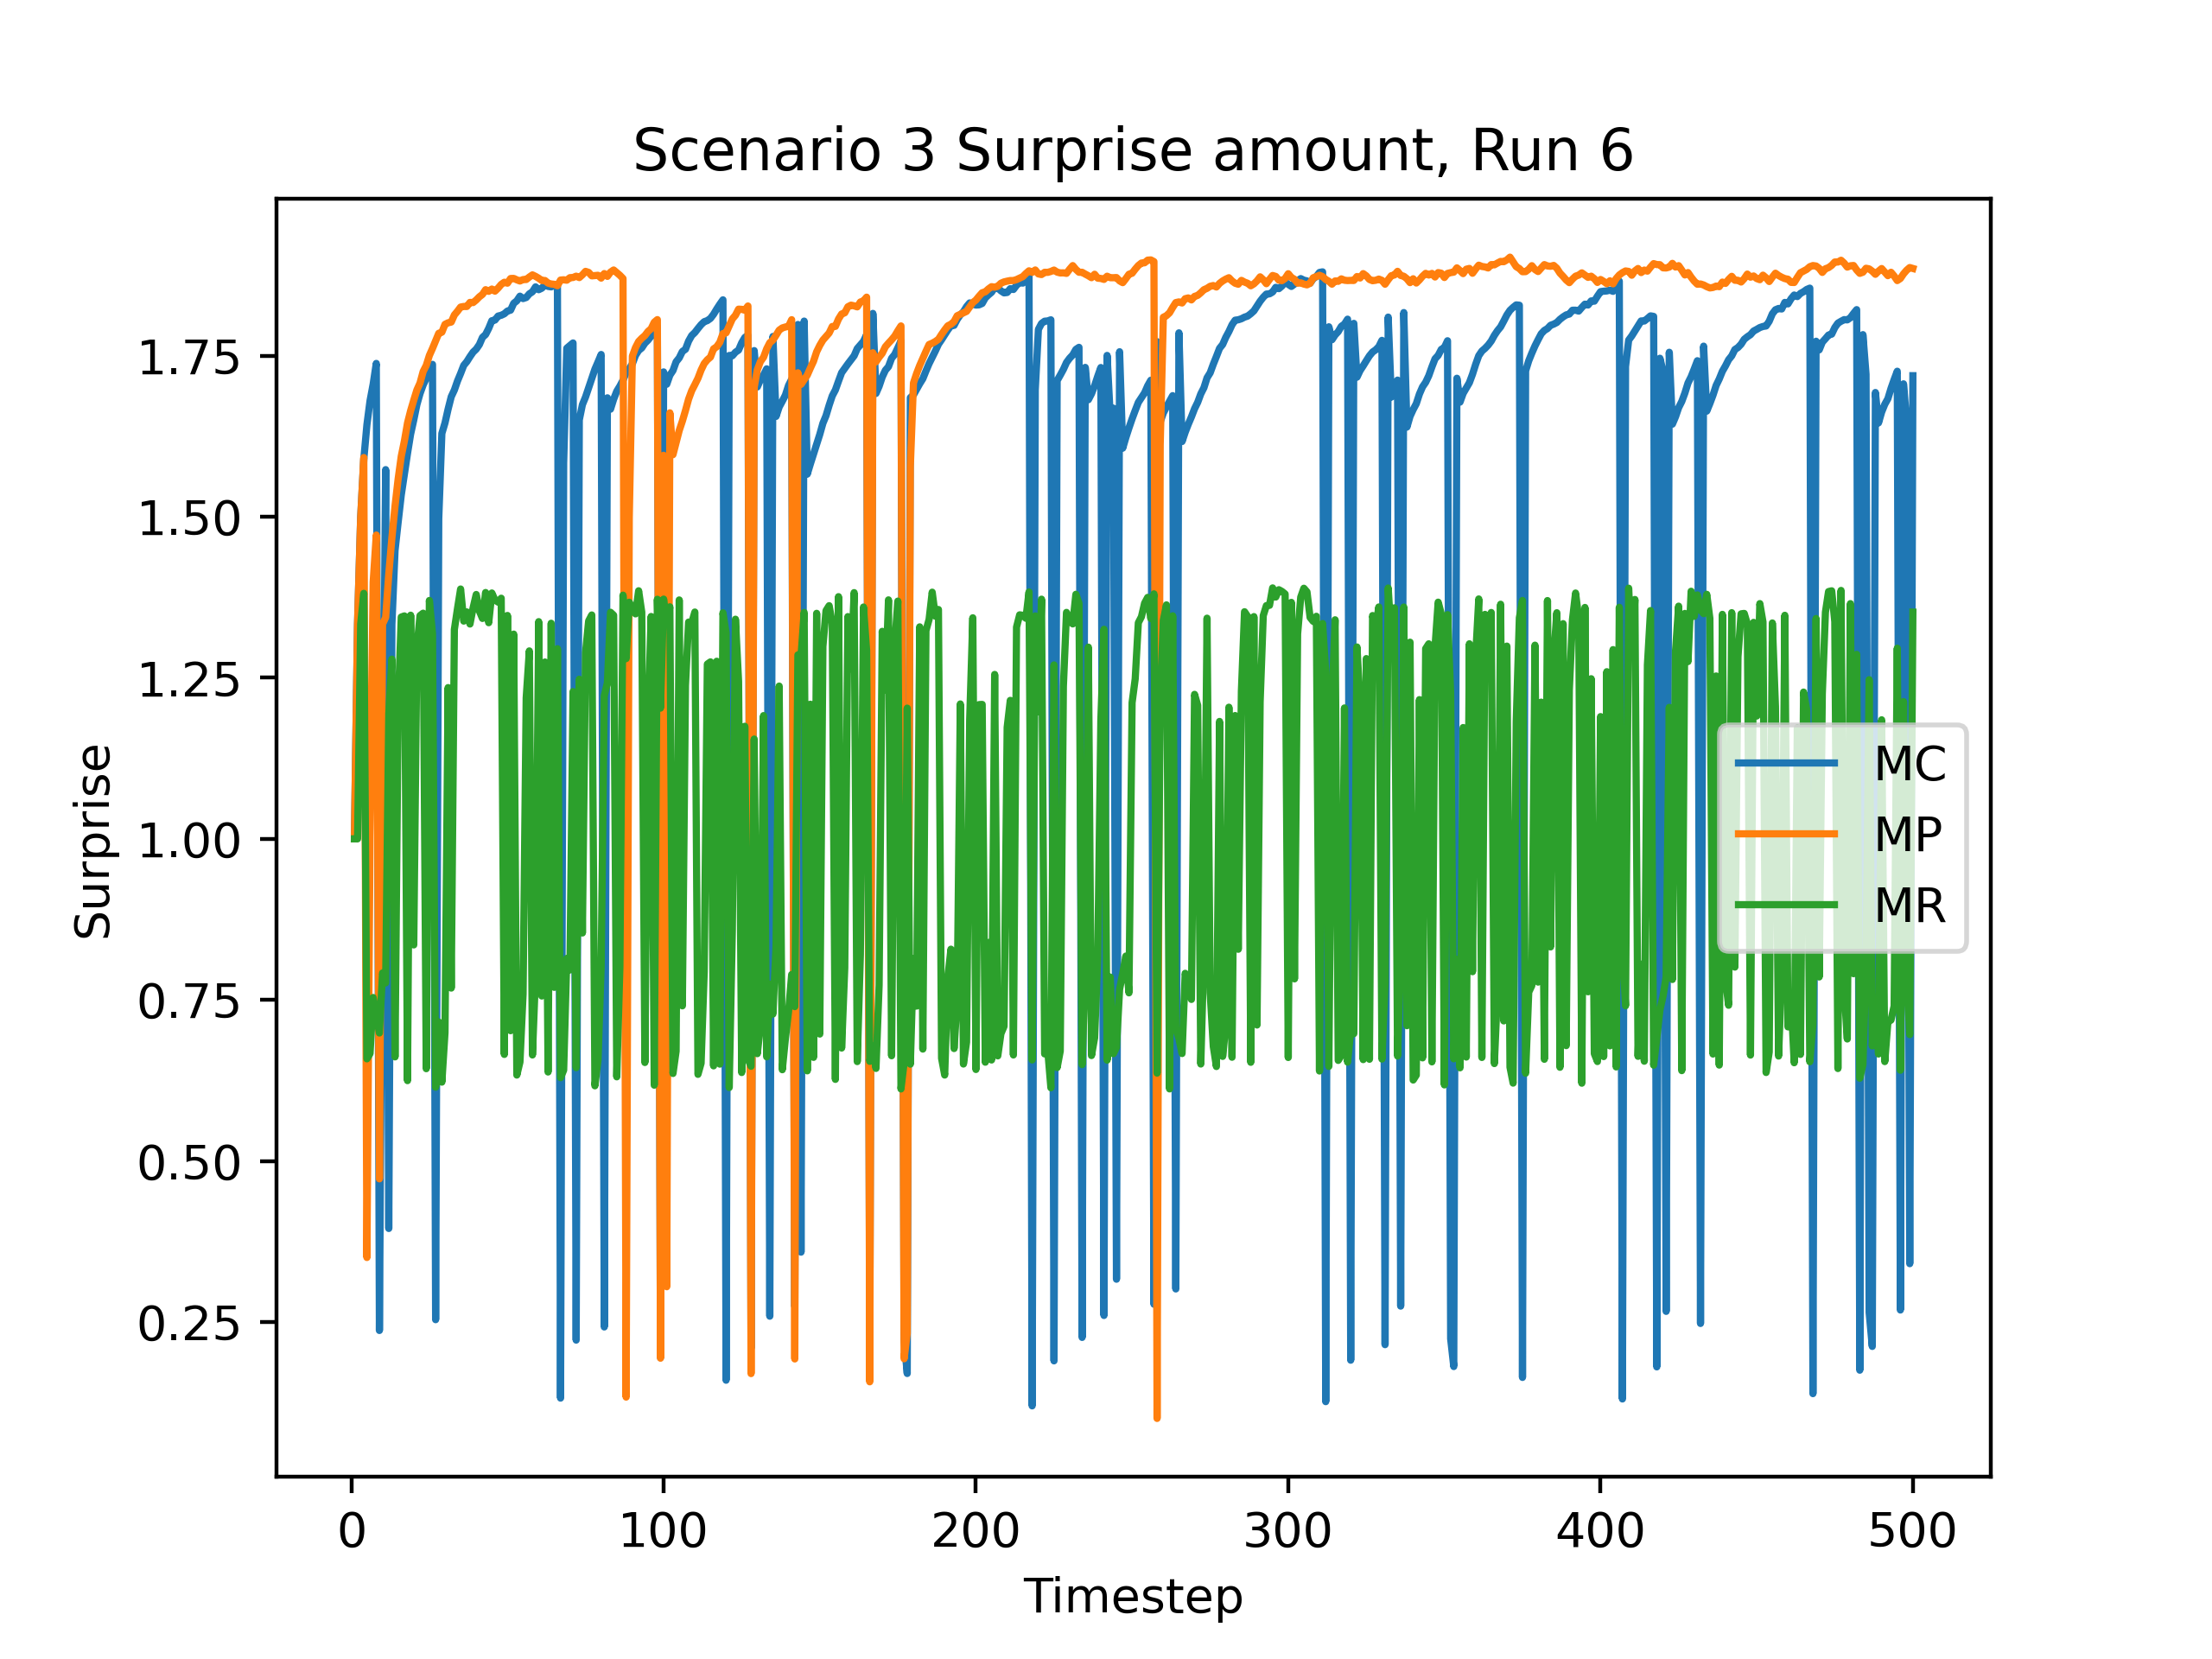 Scenario 3 Surprise amount, Run 6
Surprise
1.75
1.50
1.25
1.00
0.75
0.50
0.25
MC
MP
MR
0 100 200 300 400 500
Timestep